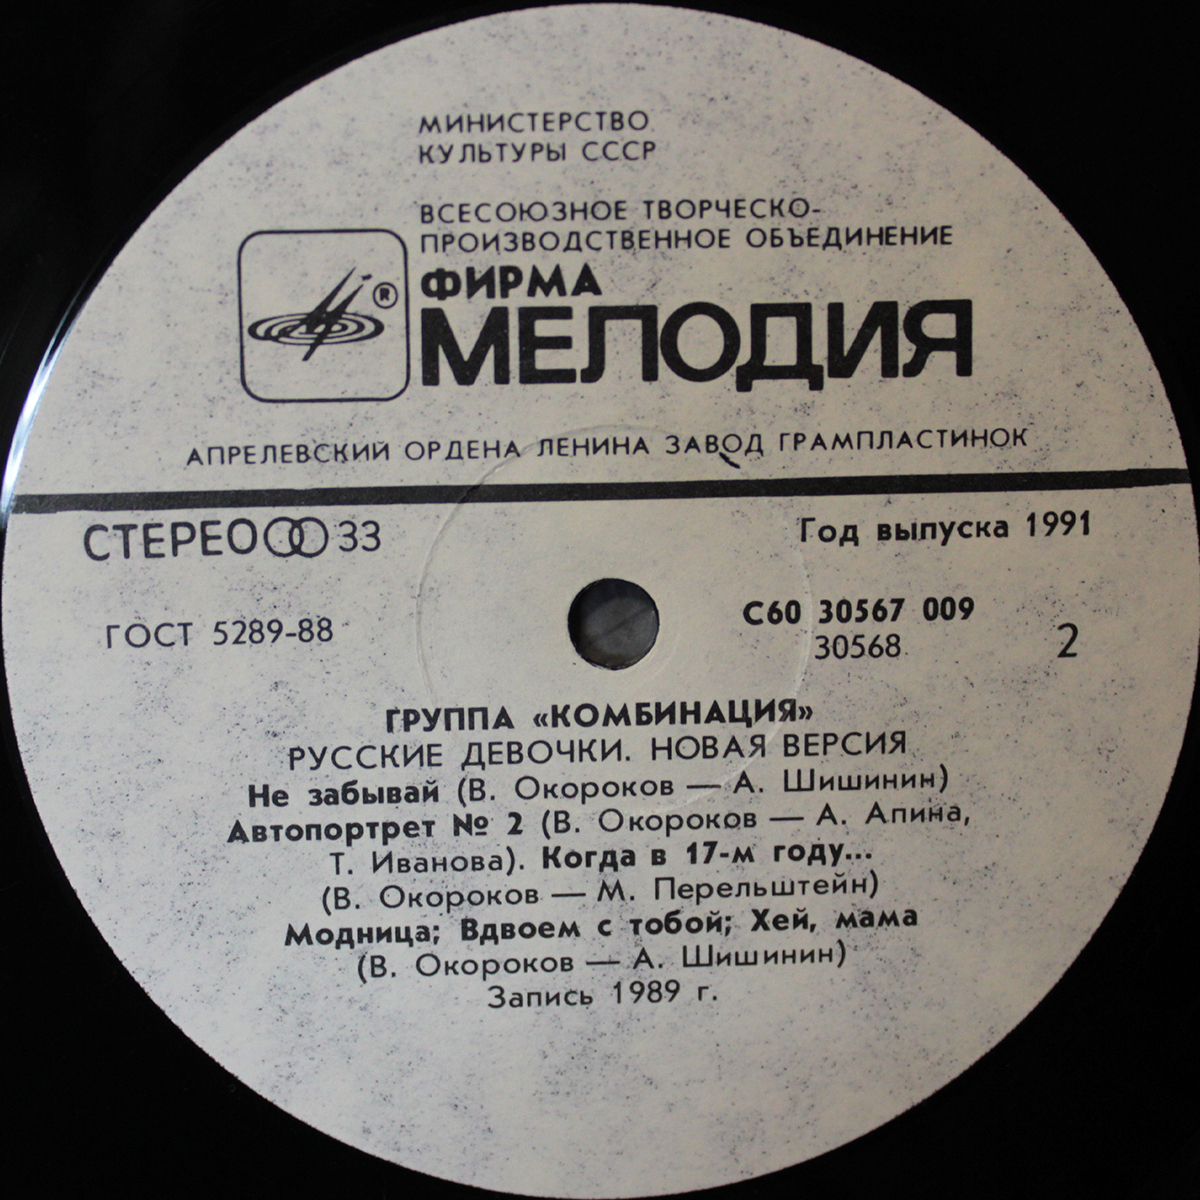 МИНИСТЕРСТВО
КУЛЬТУРЫ СССР
ВСЕСОЮЗНОЕ ТВОРЧЕСКО-
ПРОИЗВОДСТВЕННОЕ ОБЪЕДИНЕНИЕ
®
ФИРМА
МЕЛОДИЯ
АПРЕЛЕВСКИЙ ОРДЕНА ЛЕНИНА ЗАВОД ГРАМПЛАСТИНОК
СТЕРЕО 33
Год выпуска 1991
ГОСТ 5289-88
С60 30567 009
30568
2
ГРУППА «КОМБИНАЦИЯ»
РУССКИЕ ДЕВОЧКИ. НОВАЯ ВЕРСИЯ
Не забывай (В. Окороков — А. Шишинин)
Автопортрет № 2 (В. Окороков — А. Апина,
Т. Иванова). Когда в 17-м году...
(В. Окороков — М. Перельштейн)
Модница; Вдвоем с тобой; Хей, мама
(В. Окороков — А. Шишинин)
Запись 1989 г.